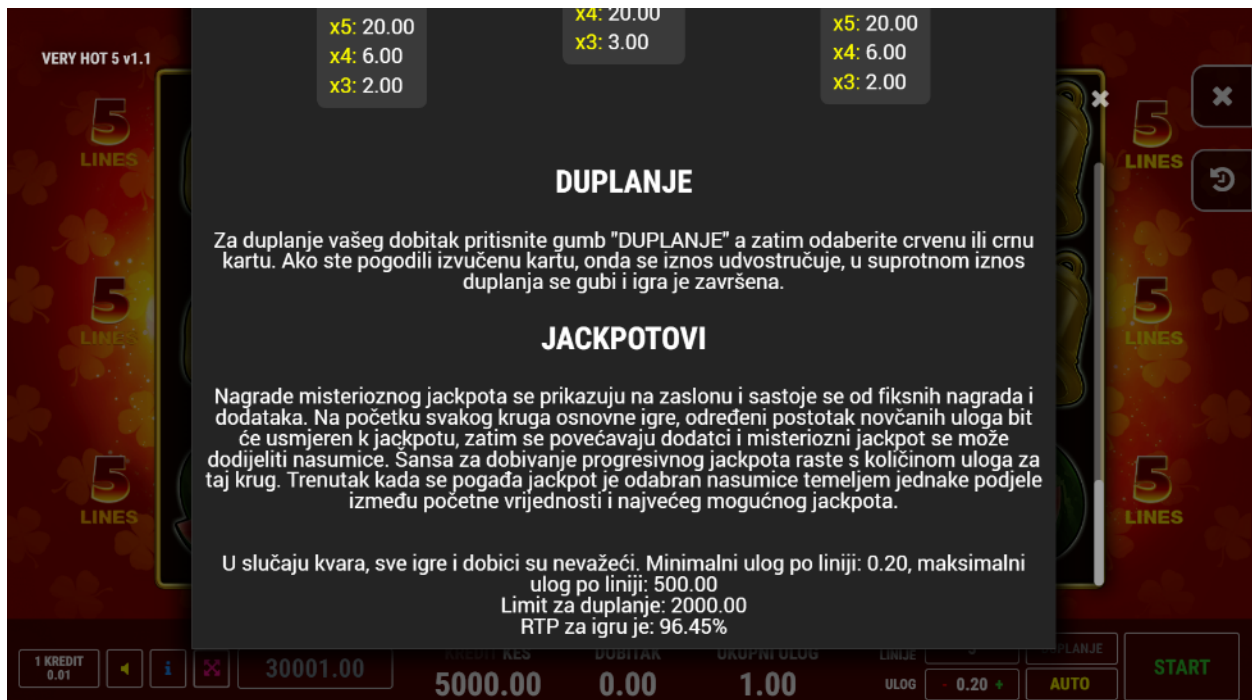 x5: 20.00
x4: 6.00
x3: 2.00
x4: 20.00
x3: 3.00
x5: 20.00
x4: 6.00
x3: 2.00
VERY HOT 5 v1.1
5
LINES
5
LINES
5
LINES
5
LINES
5
LINES
5
LINES
DUPLANJE
Za duplanje vašeg dobitak pritisnite gumb "DUPLANJE" a zatim odaberite crvenu ili crnu
kartu. Ako ste pogodili izvučenu kartu, onda se iznos udvostručuje, u suprotnom iznos
duplanja se gubi i igra je završena.
JACKPOTOVI
Nagrade misterioznog jackpota se prikazuju na zaslonu i sastoje se od fiksnih nagrada i
dodataka. Na početku svakog kruga osnovne igre, određeni postotak novčanih uloga bit
će usmjeren k jackpotu, zatim se povećavaju dodatci i misteriozni jackpot se može
dodijeliti nasumice. Šansa za dobivanje progresivnog jackpota raste s količinom uloga za
taj krug. Trenutak kada se pogađa jackpot je odabran nasumice temeljem jednake podjele
između početne vrijednosti i najvećeg mogućnog jackpota.
U slučaju kvara, sve igre i dobici su nevažeći. Minimalni ulog po liniji: 0.20, maksimalni
ulog po liniji: 500.00
Limit za duplanje: 2000.00
RTP za igru je: 96.45%
1 KREDIT
0.01
30001.00
KREDIT KEŠ
5000.00
DOBITAK
0.00
UKUPNI ULOG
1.00
LINIJE
5
ULOG
- 0.20 +
DUPLANJE
AUTO
START